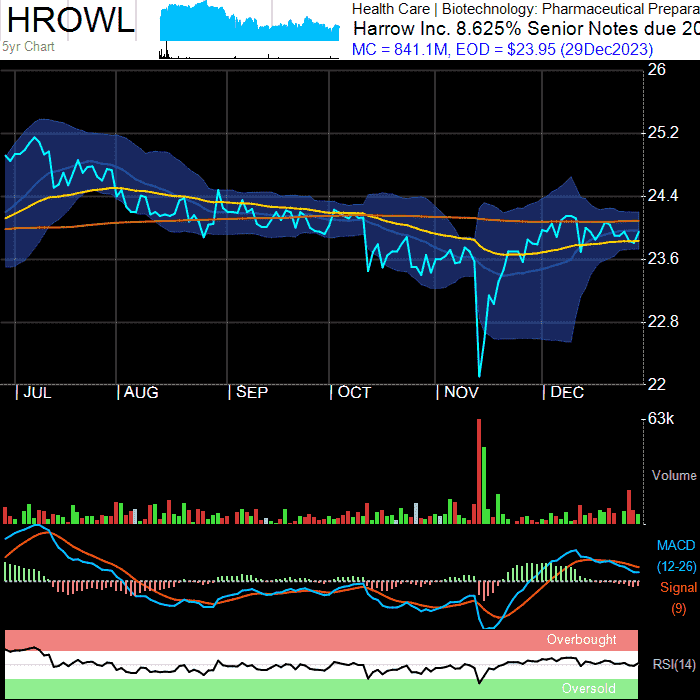 HROWL
5yr Chart
Health Care | Biotechnology: Pharmaceutical Prepara
Harrow Inc. 8.625% Senior Notes due 20
MC = 841.1M, EOD = $23.95 (29Dec2023)
26
25.2
24.4
23.6
22.8
22
JUL AUG SEP OCT NOV DEC
63k
Volume
MACD
(12-26)
Signal
(9)
Overbought
RSI(14)
Oversold